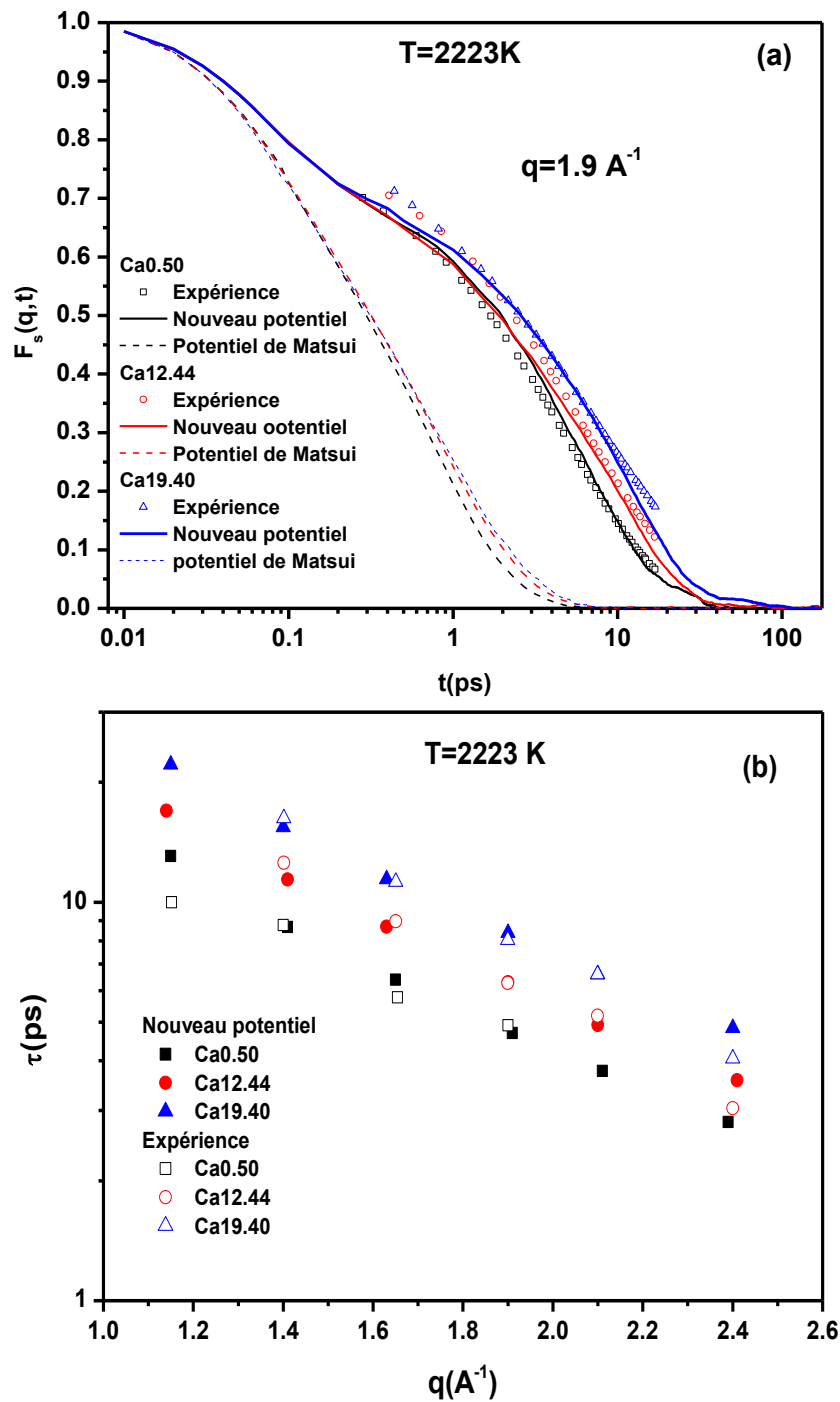 1.0
T=2223K
(a)
0.9
0.8
q=1.9 A-1
0.7
0.6
Ca0.50
Expérience
0.5
Nouveau potentiel
Potentiel de Matsui
Fs(q,t)
0.4
Ca12.44
Expérience
0.3
Nouveau ootentiel
Potentiel de Matsui
0.2
Ca19.40
Expérience
0.1
Nouveau potentiel
potentiel de Matsui
0.0
0.01 0.1 1 10 100
t(ps)
T=2223 K
(b)
10
τ(ps)
Nouveau potentiel
Ca0.50
Ca12.44
Ca19.40
Expérience
Ca0.50
Ca12.44
Ca19.40
1
1.0 1.2 1.4 1.6 1.8 2.0 2.2 2.4 2.6
q(A-1)